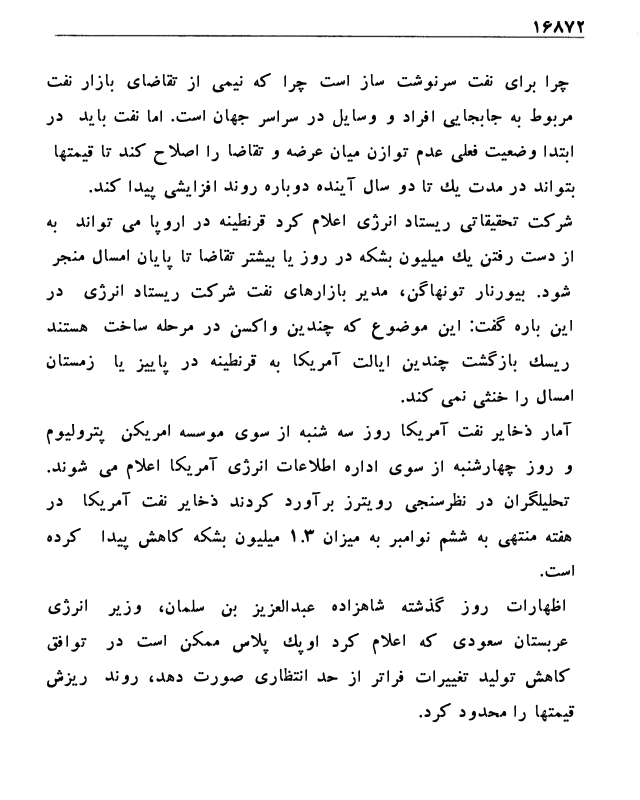 ۱۶۸۷۲
چرا برای نفت سرنوشت ساز است چرا که نیمی از تقاضای بازار نفت
مربوط به جابجایی افراد و وسایل در سراسر جهان است. اما نفت باید در
ابتدا وضعیت فعلی عدم توازن میان عرضه و تقاضا را اصلاح کند تا قیمتها
بتواند در مدت یك تا دو سال آینده دوباره روند افزایشی پیدا کند.
شرکت تحقیقاتی ریستاد انرژی اعلام کرد قرنطینه در اروپا می تواند به
از دست رفتن یك میلیون بشکه در روز یا بیشتر تقاضا تا پایان امسال منجر
شود. بیورنار تونهاگن، مدیر بازارهای نفت شرکت ریستاد انرژی در
این باره گفت: این موضوع که چندین واکسن در مرحله ساخت هستند
ریسك بازگشت چندین ایالت آمریکا به قرنطینه در پاییز یا زمستان
امسال را خنثی نمی کند.
آمار ذخایر نفت آمریکا روز سه شنبه از سوی موسسه امریکن پترولیوم
و روز چهارشنبه از سوی اداره اطلاعات انرژی آمریکا اعلام می شوند.
تحلیلگران در نظرسنجی رویترز برآورد کردند ذخایر نفت آمریکا در
هفته منتهی به ششم نوامبر به میزان ۱.۳ میلیون بشکه کاهش پیدا کرده
است.
اظهارات روز گذشته شاهزاده عبدالعزیز بن سلمان، وزیر انرژی
عربستان سعودی که اعلام کرد اوپك پلاس ممکن است در توافق
کاهش تولید تغییرات فراتر از حد انتظاری صورت دهد، روند ریزش
قیمتها را محدود کرد.